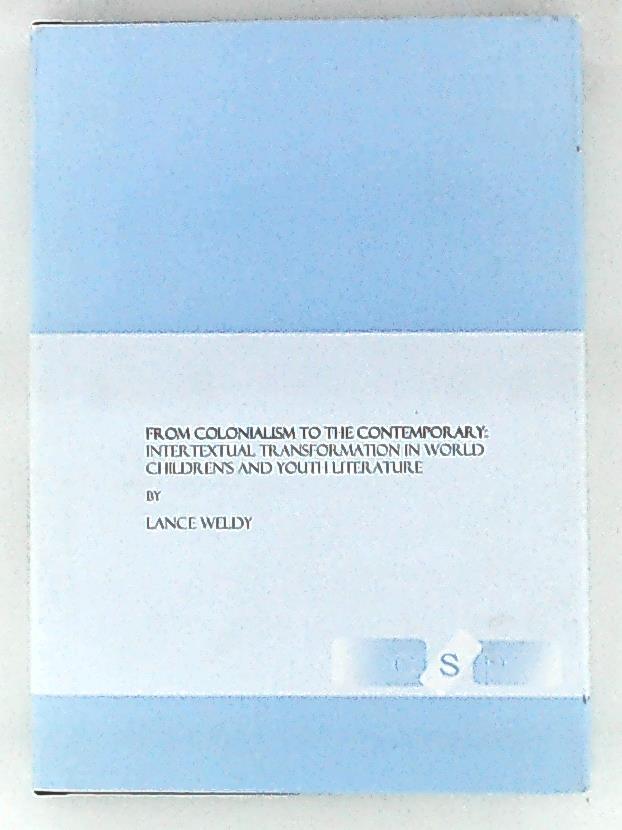 FROM COLONIALISM TO THE CONTEMPORARY:
INTERTEXTUAL TRANSFORMATION IN WORLD
CHILDREN'S AND YOUTH LITERATURE
BY
LANCE WELDY
C S P